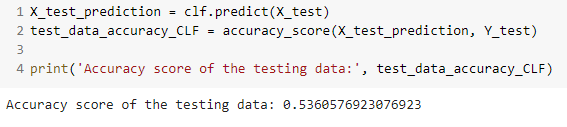 1 X_test_prediction = clf.predict(X_test)
2 test_data_accuracy_CLF = accuracy_score(X_test_prediction, Y_test)
3
4 print('Accuracy score of the testing data:', test_data_accuracy_CLF)
Accuracy score of the testing data: 0.5360576923076923